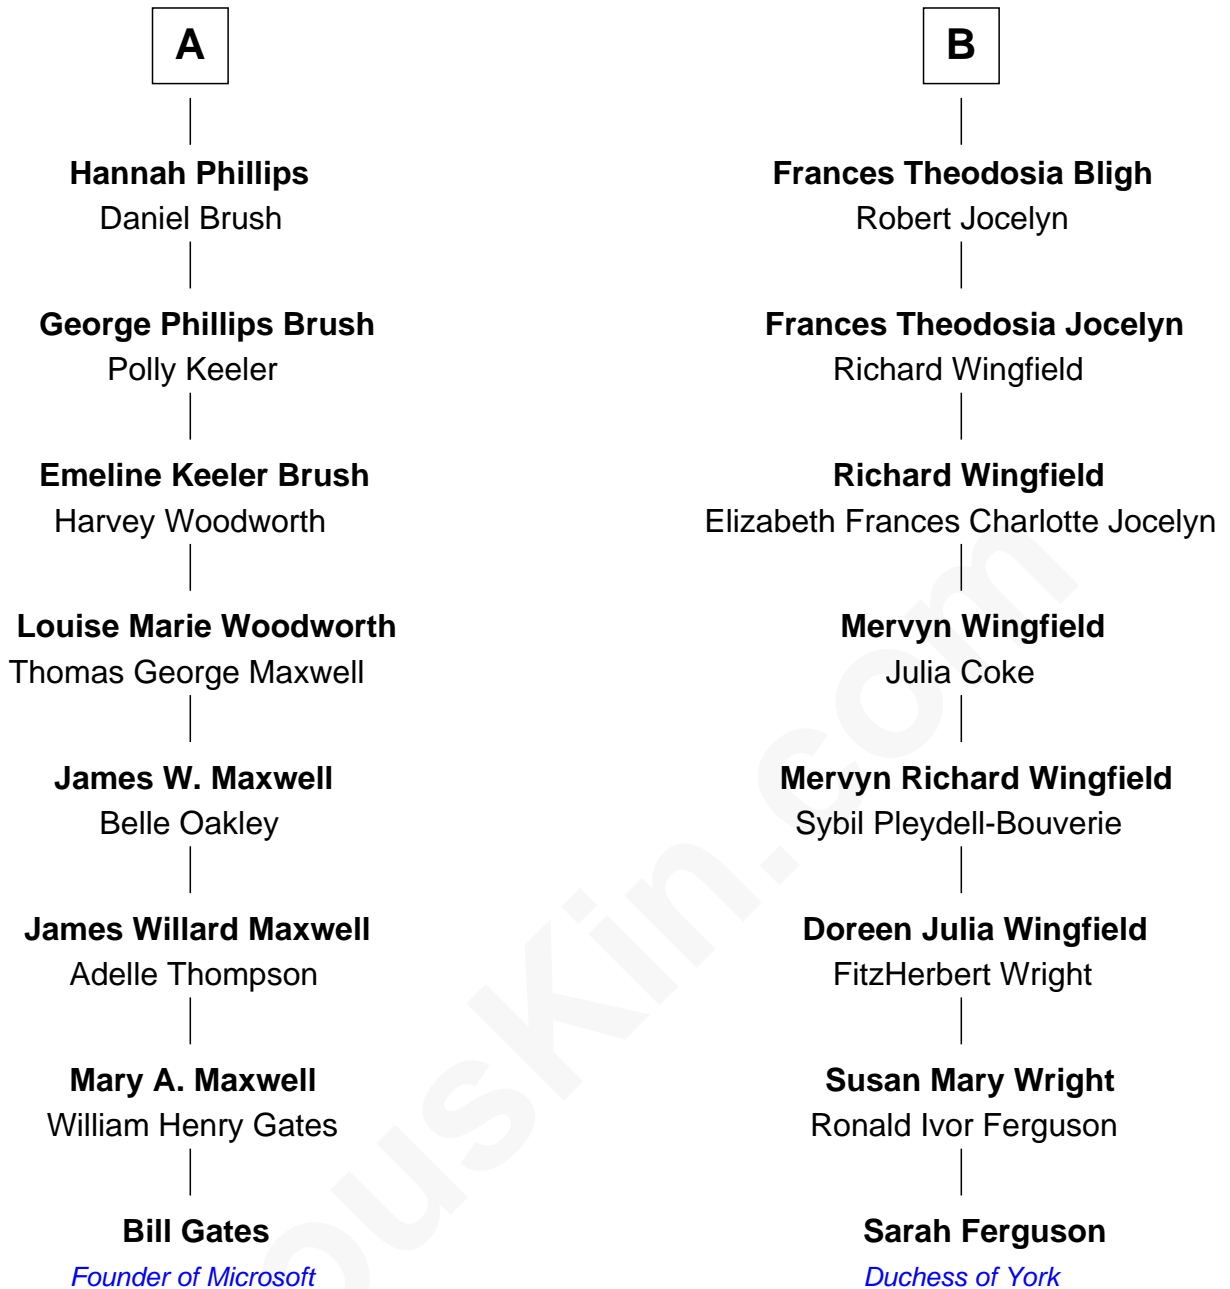 A
Hannah Phillips
Daniel Brush
George Phillips Brush
Polly Keeler
Emeline Keeler Brush
Harvey Woodworth
Louise Marie Woodworth
Thomas George Maxwell
James W. Maxwell
Belle Oakley
James Willard Maxwell
Adelle Thompson
Mary A. Maxwell
William Henry Gates
Bill Gates
Founder of Microsoft
B
Frances Theodosia Bligh
Robert Jocelyn
Frances Theodosia Jocelyn
Richard Wingfield
Richard Wingfield
Elizabeth Frances Charlotte Jocelyn
Mervyn Wingfield
Julia Coke
Mervyn Richard Wingfield
Sybil Pleydell-Bouverie
Doreen Julia Wingfield
FitzHerbert Wright
Susan Mary Wright
Ronald Ivor Ferguson
Sarah Ferguson
Duchess of York
ousKin.com